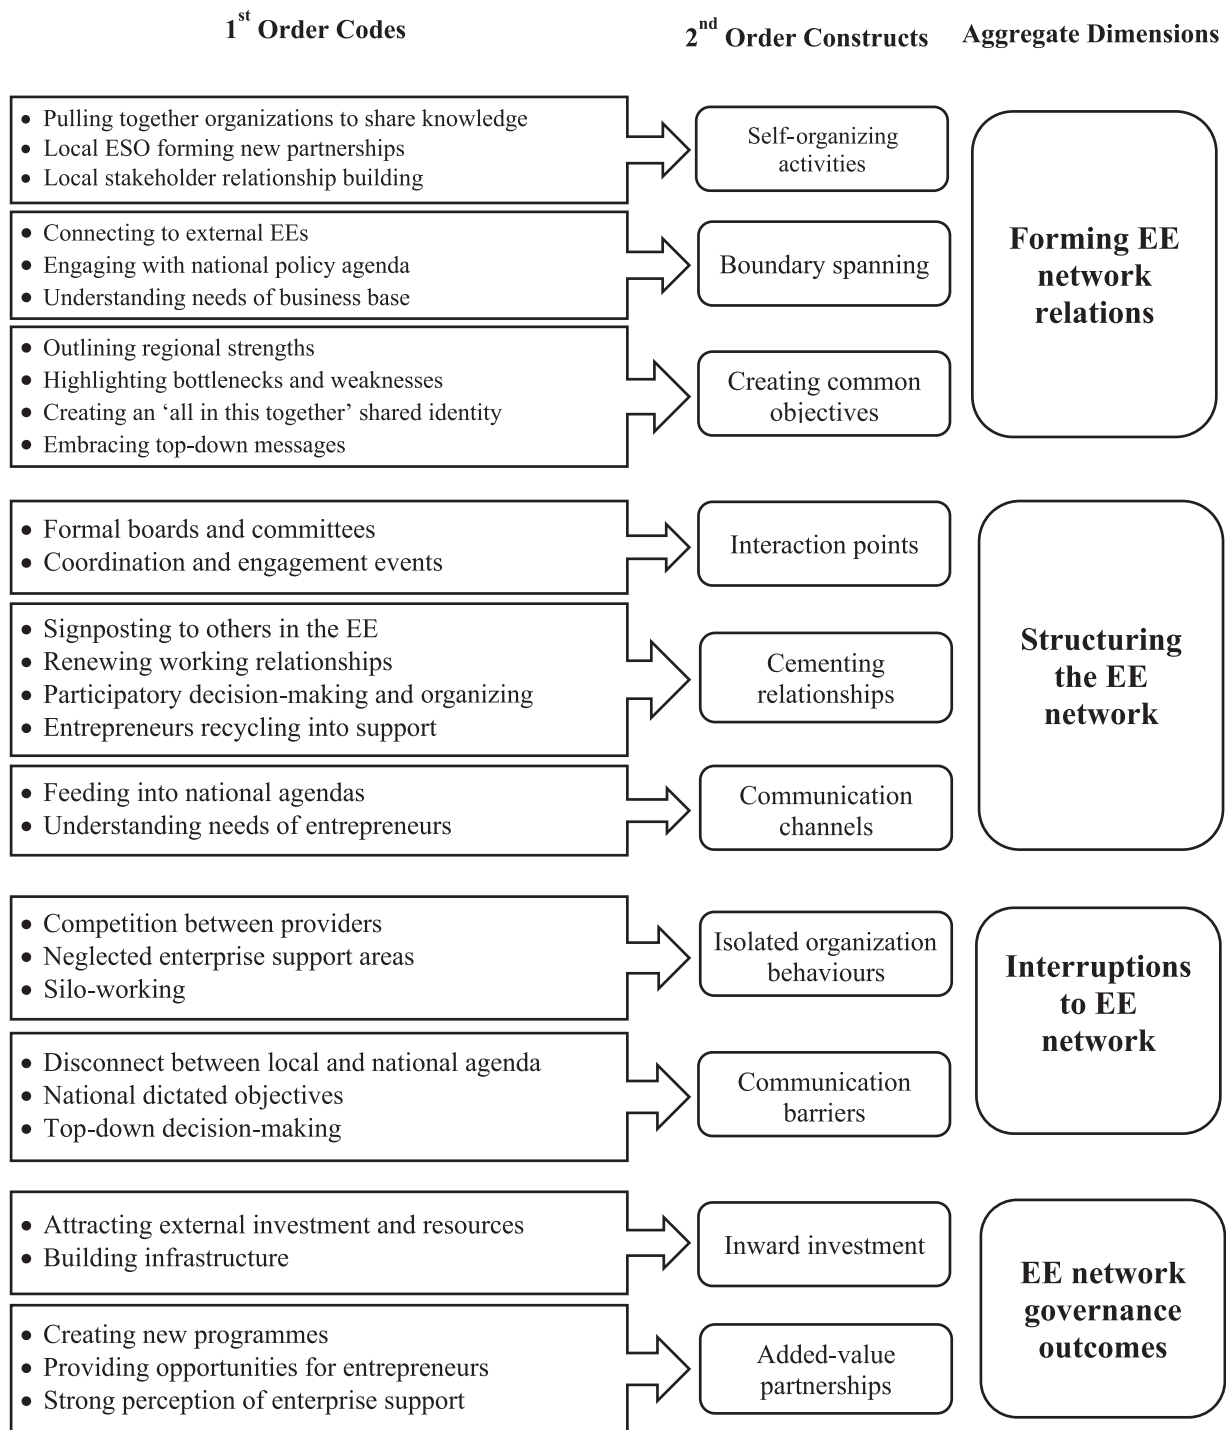 1st Order Codes
2nd Order Constructs
Aggregate Dimensions
• Pulling together organizations to share knowledge
• Local ESO forming new partnerships
• Local stakeholder relationship building
Self-organizing
activities
• Connecting to external EEs
• Engaging with national policy agenda
• Understanding needs of business base
Boundary spanning
• Outlining regional strengths
• Highlighting bottlenecks and weaknesses
• Creating an ‘all in this together’ shared identity
• Embracing top-down messages
Creating common
objectives
Forming EE
network
relations
• Formal boards and committees
• Coordination and engagement events
Interaction points
• Signposting to others in the EE
• Renewing working relationships
• Participatory decision-making and organizing
• Entrepreneurs recycling into support
Cementing
relationships
• Feeding into national agendas
• Understanding needs of entrepreneurs
Communication
channels
Structuring
the EE
network
• Competition between providers
• Neglected enterprise support areas
• Silo-working
Isolated organization
behaviours
• Disconnect between local and national agenda
• National dictated objectives
• Top-down decision-making
Communication
barriers
Interruptions
to EE
network
• Attracting external investment and resources
• Building infrastructure
Inward investment
• Creating new programmes
• Providing opportunities for entrepreneurs
• Strong perception of enterprise support
Added-value
partnerships
EE network
governance
outcomes